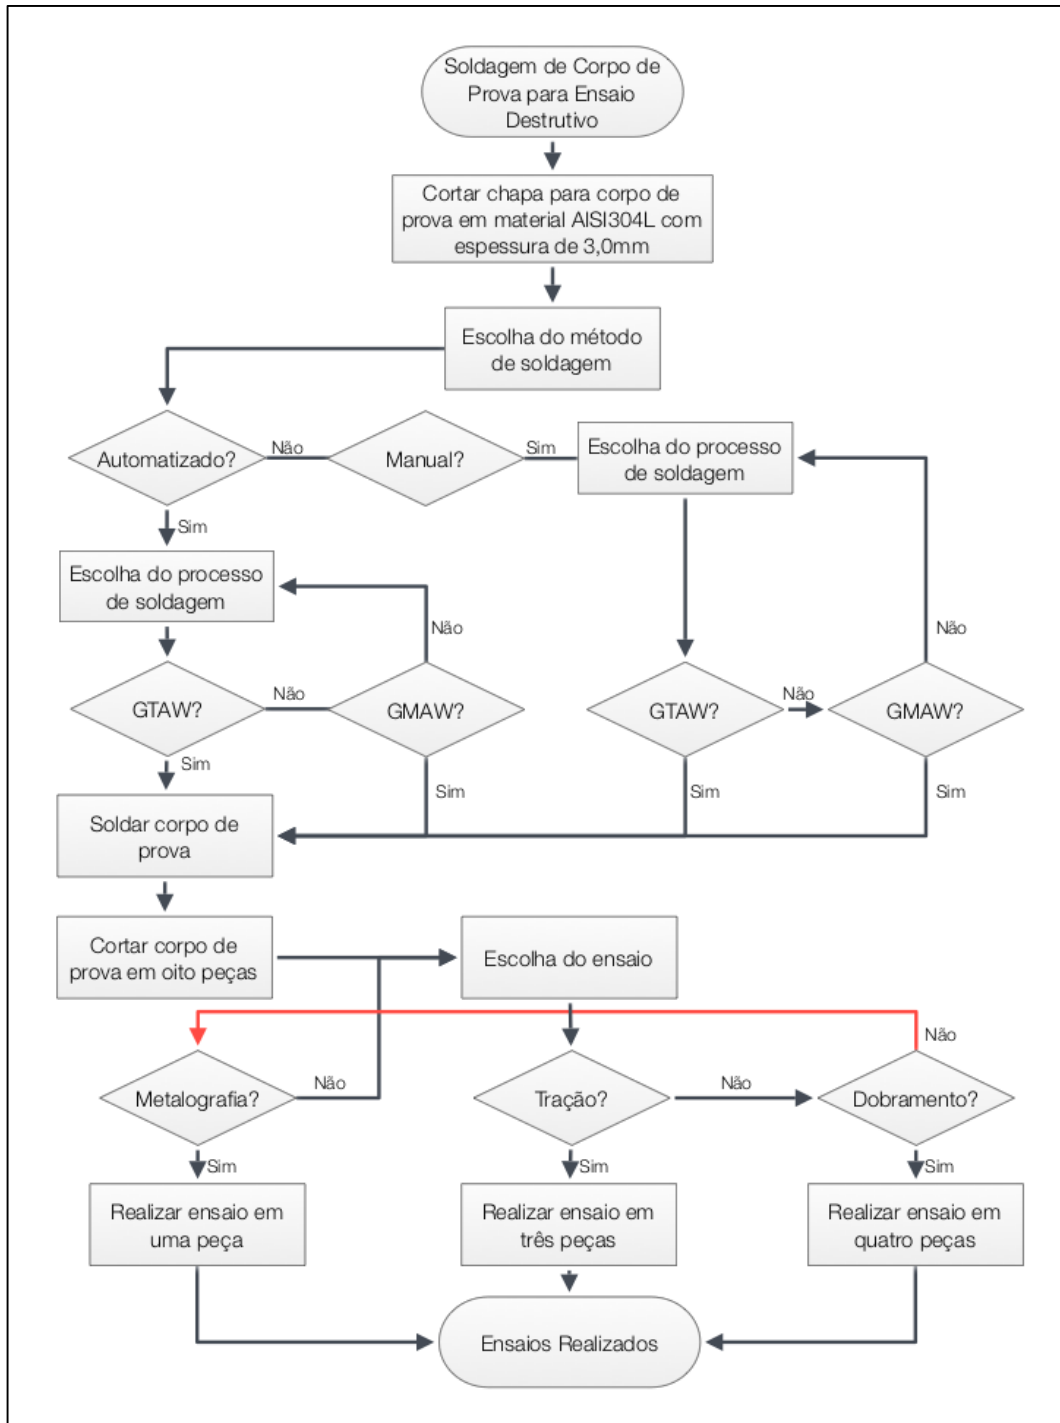 Soldagem de Corpo de
Prova para Ensaio
Destrutivo
Cortar chapa para corpo de
prova em material AISI304L com
espessura de 3,0mm
Escolha do método
de soldagem
Automatizado?
Não
Manual?
Sim
Escolha do processo
de soldagem
Sim
Escolha do processo
de soldagem
Não
Não
GTAW?
Não
GMAW?
GTAW?
Não
GMAW?
Sim
Sim
Sim
Sim
Soldar corpo de
prova
Cortar corpo de
prova em oito peças
Escolha do ensaio
Não
Metalografia?
Não
Tração?
Não
Dobramento?
Sim
Sim
Sim
Realizar ensaio em
uma peça
Realizar ensaio em
três peças
Realizar ensaio em
quatro peças
Ensaios Realizados